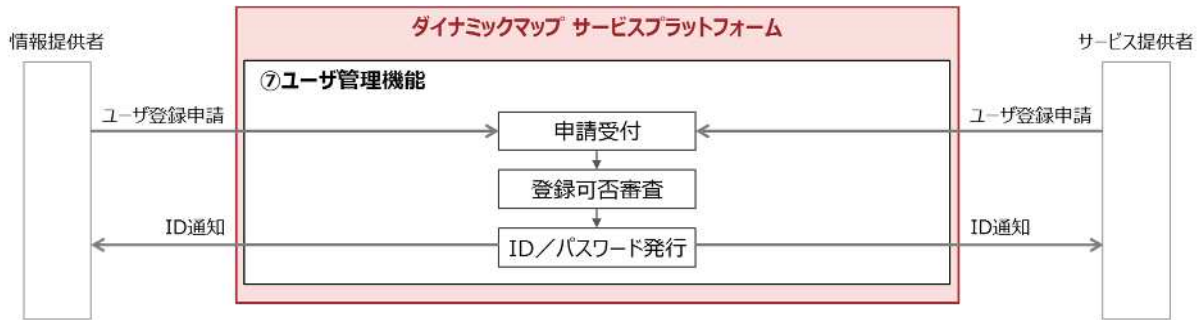 ダイナミックマップ サービスプラットフォーム
情報提供者
サービス提供者
⑦ユーザ管理機能
ユーザ登録申請
申請受付
ユーザ登録申請
登録可否審査
ID通知
ID／パスワード発行
ID通知